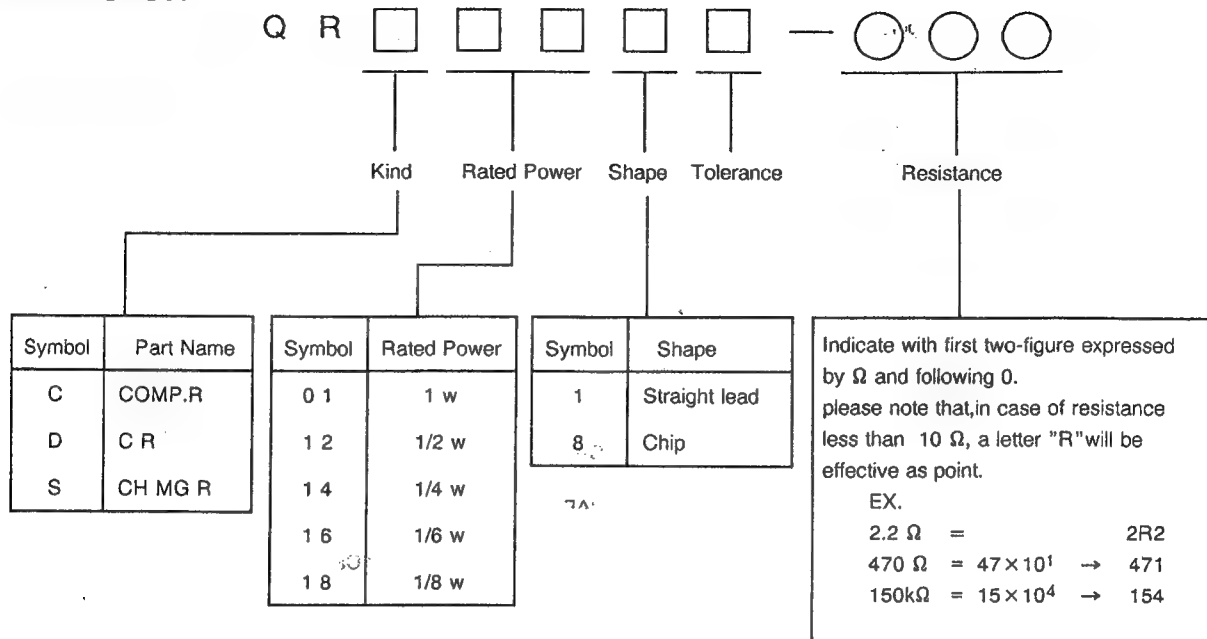 Q R —
Kind Rated Power Shape Tolerance Resistance
Symbol Part Name
C COMP.R
D C R
S CH MG R
Symbol Rated Power
0 1 1 w
1 2 1/2 w
1 4 1/4 w
1 6 1/6 w
1 8 1/8 w
Symbol Shape
1 Straight lead
8 Chip
Indicate with first two-figure expressed
by Ω and following 0.
please note that,in case of resistance
less than 10 Ω, a letter "R"will be
effective as point.
EX.
2.2 Ω = 2R2
470 Ω = 47×10¹ → 471
150kΩ = 15×10⁴ → 154